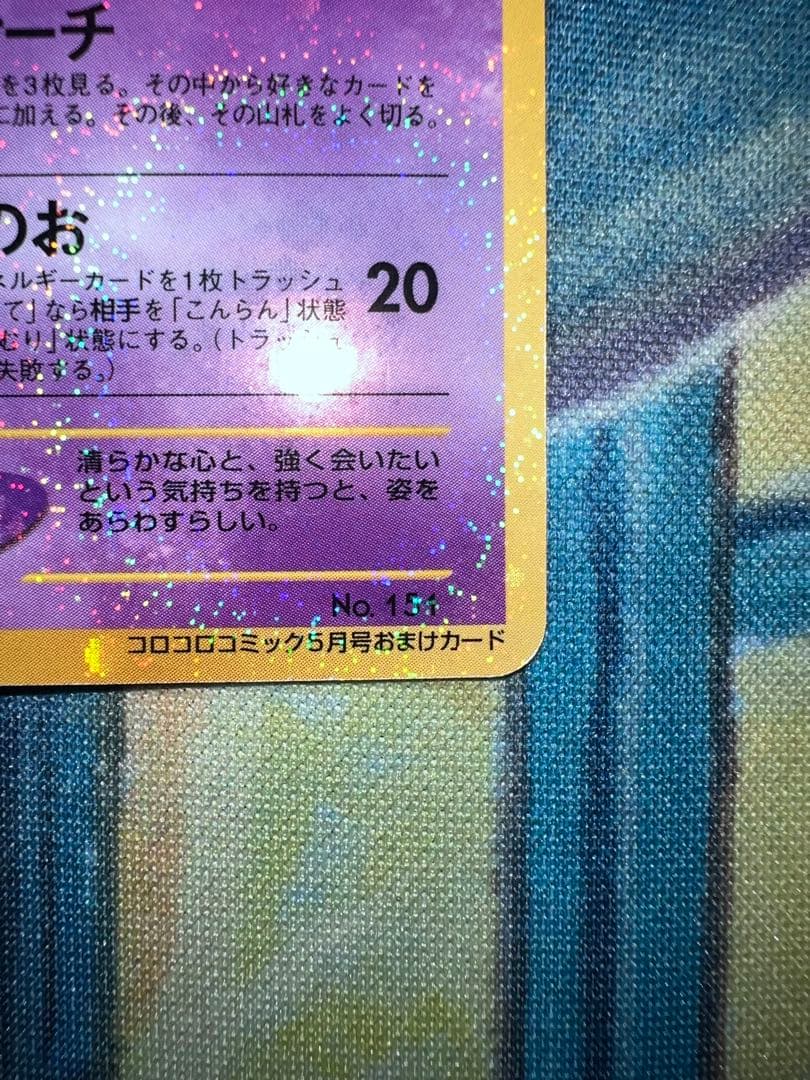 ーチ
を3枚見る。その中から好きなカードを
に加える。その後、その山札をよく切る。
のお
ネルギーカードを1枚トラッシュ
て」なら相手を「こんらん」状態
むり」状態にする。(トラッシュ
失敗する。)
20
清らかな心と、強く会いたい
という気持ちを持つと、姿を
あらわすらしい。
No. 151
コロコロコミック5月号おまけカード